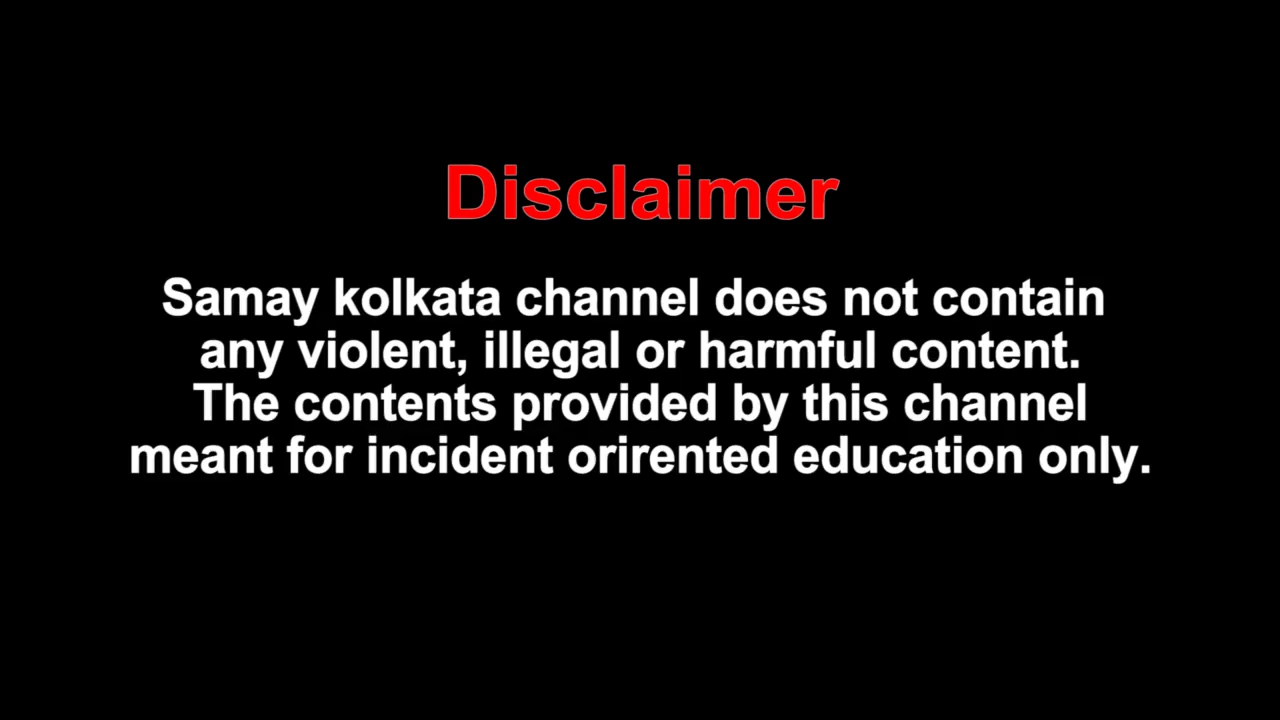 Disclaimer
Samay kolkata channel does not contain
any violent, illegal or harmful content.
The contents provided by this channel
meant for incident orirented education only.